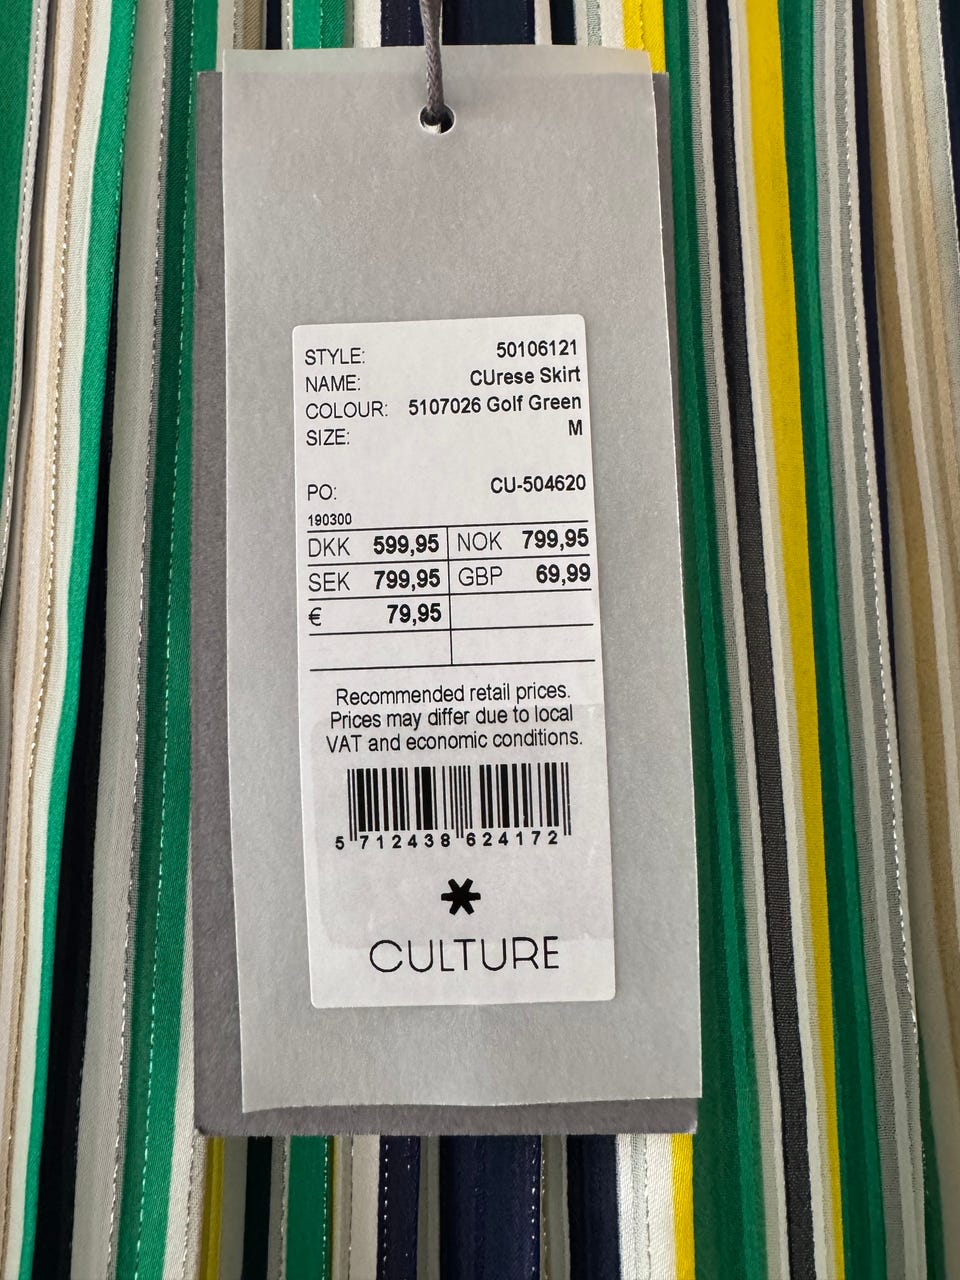 STYLE: 50106121
NAME: CUrese Skirt
COLOUR: 5107026 Golf Green
SIZE: M
PO: CU-504620
190300
DKK 599,95 NOK 799,95
SEK 799,95 GBP 69,99
€ 79,95
Recommended retail prices.
Prices may differ due to local
VAT and economic conditions.
5 712438 624172
CULTURE